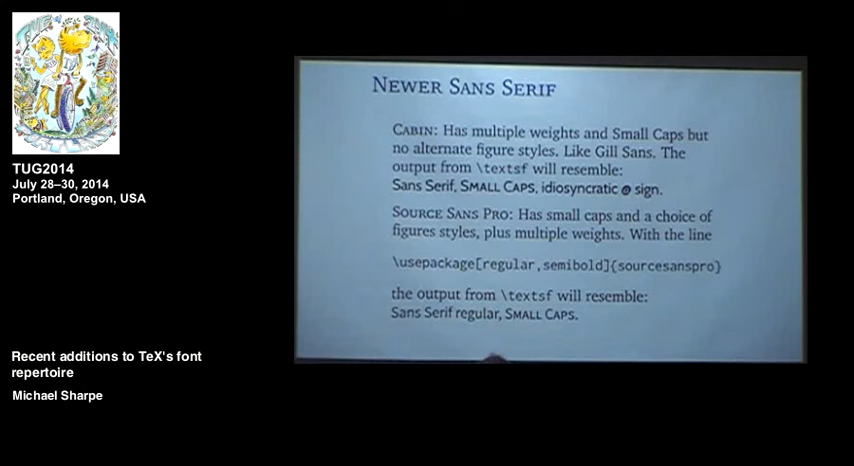 TUG2014
July 28–30, 2014
Portland, Oregon, USA
Recent additions to TeX's font
repertoire
Michael Sharpe
NEWER SANS SERIF
CABIN: Has multiple weights and Small Caps but
no alternate figure styles. Like Gill Sans. The
output from \textsf will resemble:
Sans Serif, SMALL CAPS, idiosyncratic @ sign.
SOURCE SANS PRO: Has small caps and a choice of
figures styles, plus multiple weights. With the line
\usepackage[regular,semibold]{sourcesanspro}
the output from \textsf will resemble:
Sans Serif regular, SMALL CAPS.